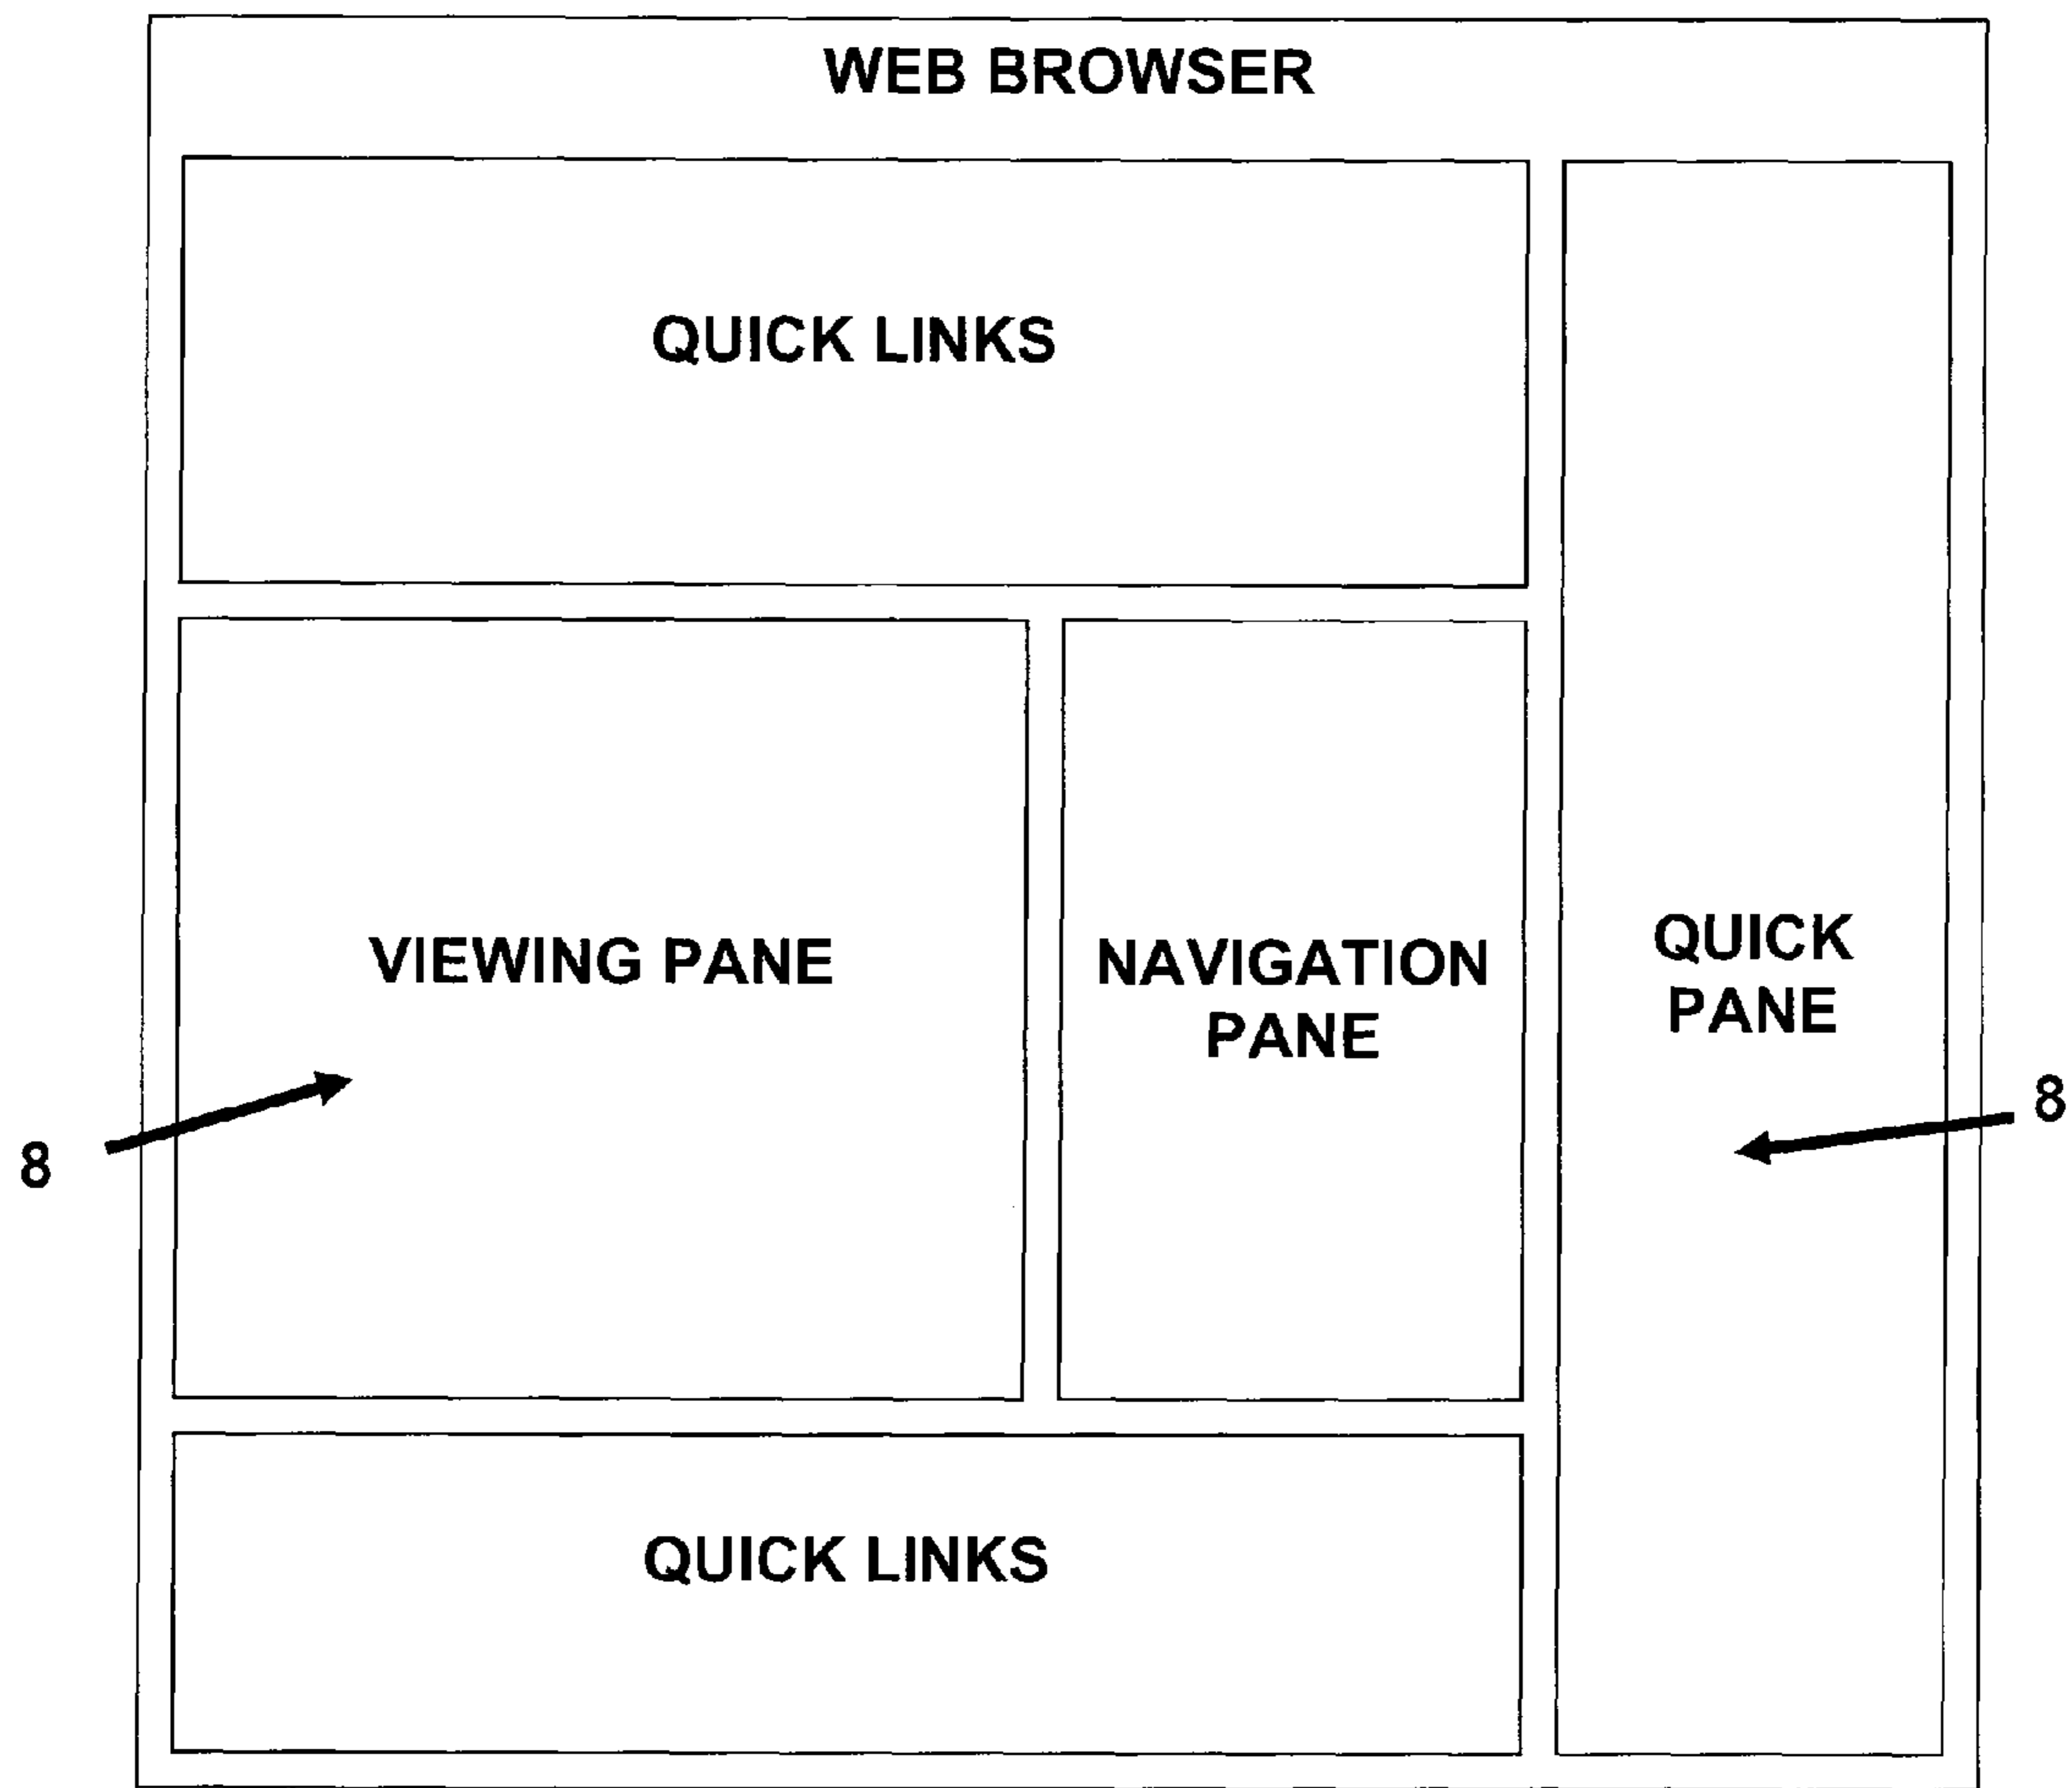 WEB BROWSER
QUICK LINKS
VIEWING PANE
NAVIGATION
PANE
QUICK
PANE
8
8
QUICK LINKS